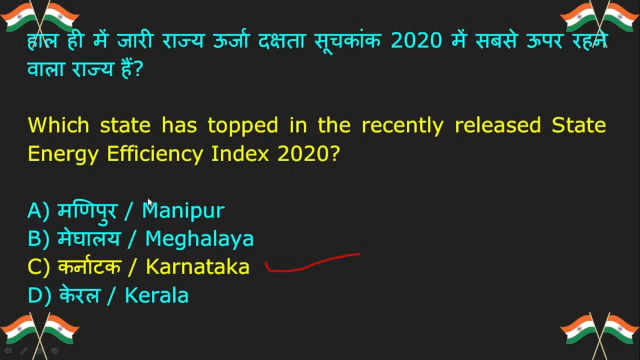 हाल ही में जारी राज्य ऊर्जा दक्षता सूचकांक 2020 में सबसे ऊपर रहने
वाला राज्य हैं?
Which state has topped in the recently released State
Energy Efficiency Index 2020?
A) मणिपुर / Manipur
B) मेघालय / Meghalaya
C) कर्नाटक / Karnataka
D) केरल / Kerala